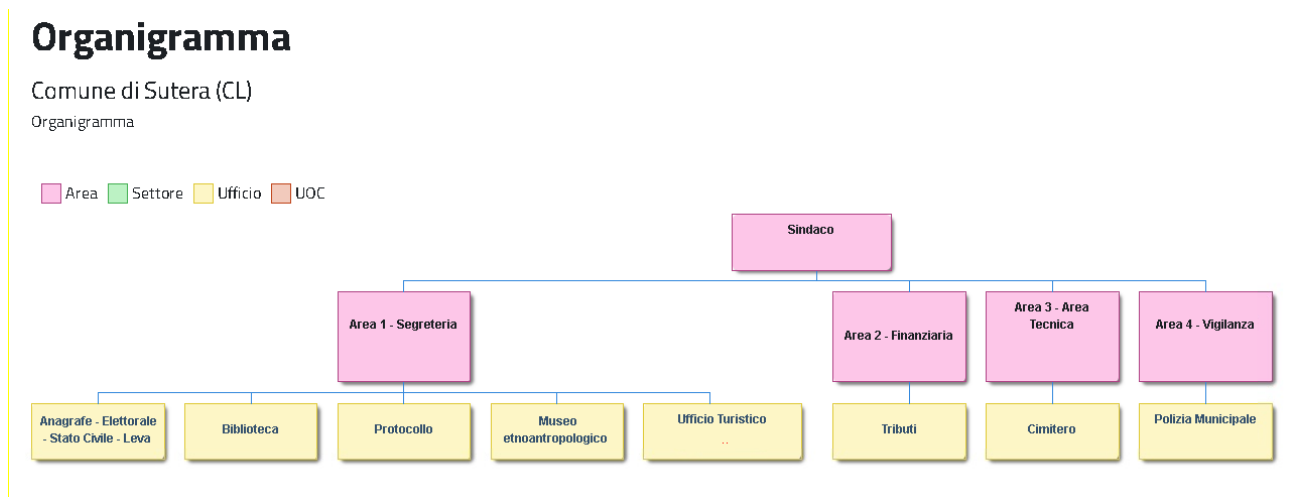 Organigramma
Comune di Sutera (CL)
Organigramma
Area Settore Ufficio UOC
Sindaco
Area 1 - Segreteria
Area 2 - Finanziaria
Area 3 - Area
Tecnica
Area 4 - Vigilanza
Anagrafe - Elettorale
- Stato Civile - Leva
Biblioteca
Protocollo
Museo
etnoantropologico
Ufficio Turistico
..
Tributi
Cimitero
Polizia Municipale